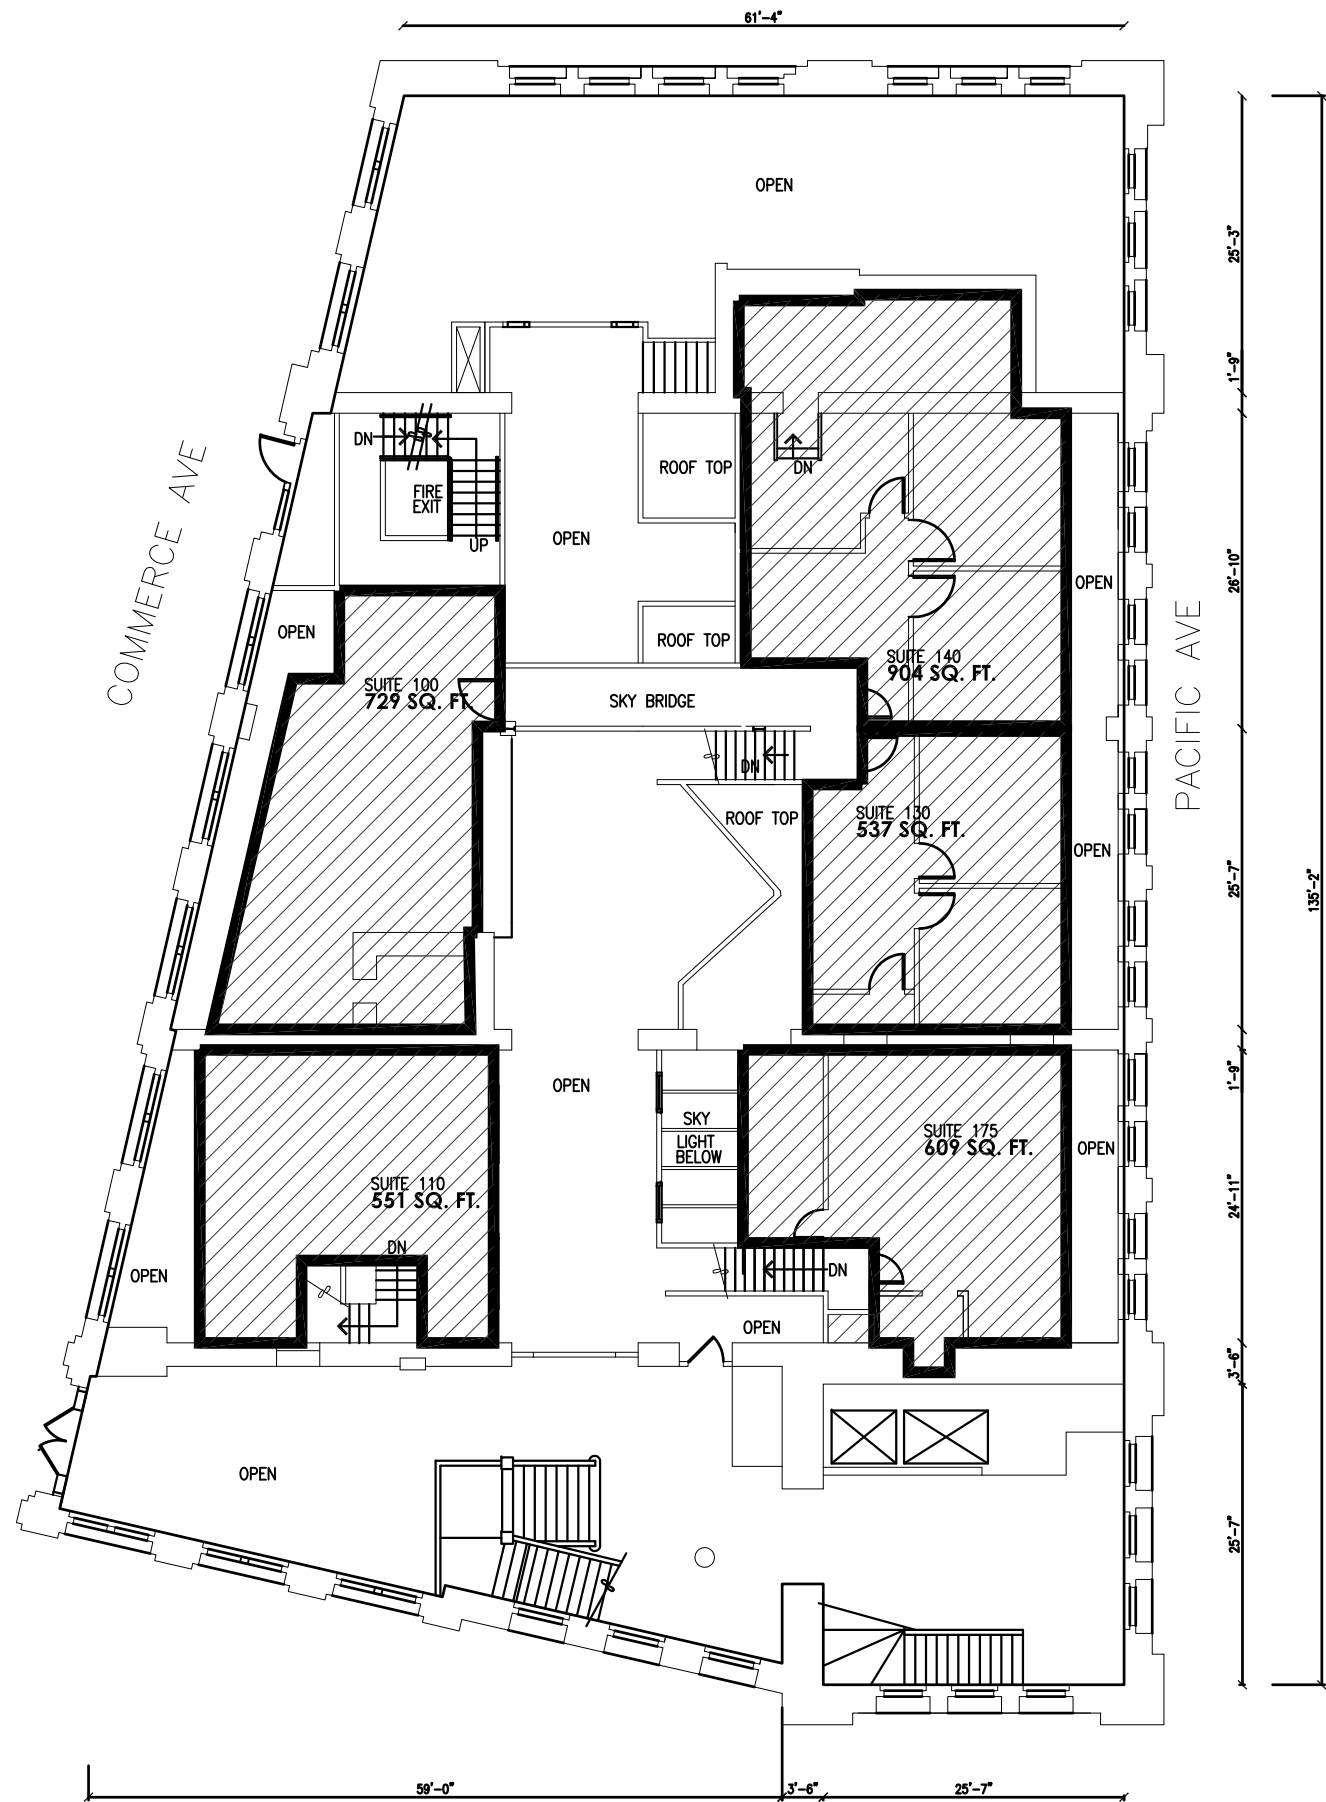 61'-4"
OPEN
25'-3"
1'-9"
DN
FIRE
EXIT
UP
ROOF TOP
DN
OPEN
COMMERCE AVE
OPEN
26'-10"
PACIFIC AVE
OPEN
ROOF TOP
SUITE 140
904 SQ. FT.
SUITE 100
729 SQ. FT.
SKY BRIDGE
DN
ROOF TOP
SUITE 130
537 SQ. FT.
OPEN
25'-7"
135'-2"
OPEN
1'-9"
SKY
LIGHT
BELOW
SUITE 175
609 SQ. FT.
OPEN
SUITE 110
551 SQ. FT.
24'-11"
DN
OPEN
DN
OPEN
3'-6"
OPEN
25'-7"
59'-0"
3'-6"
25'-7"